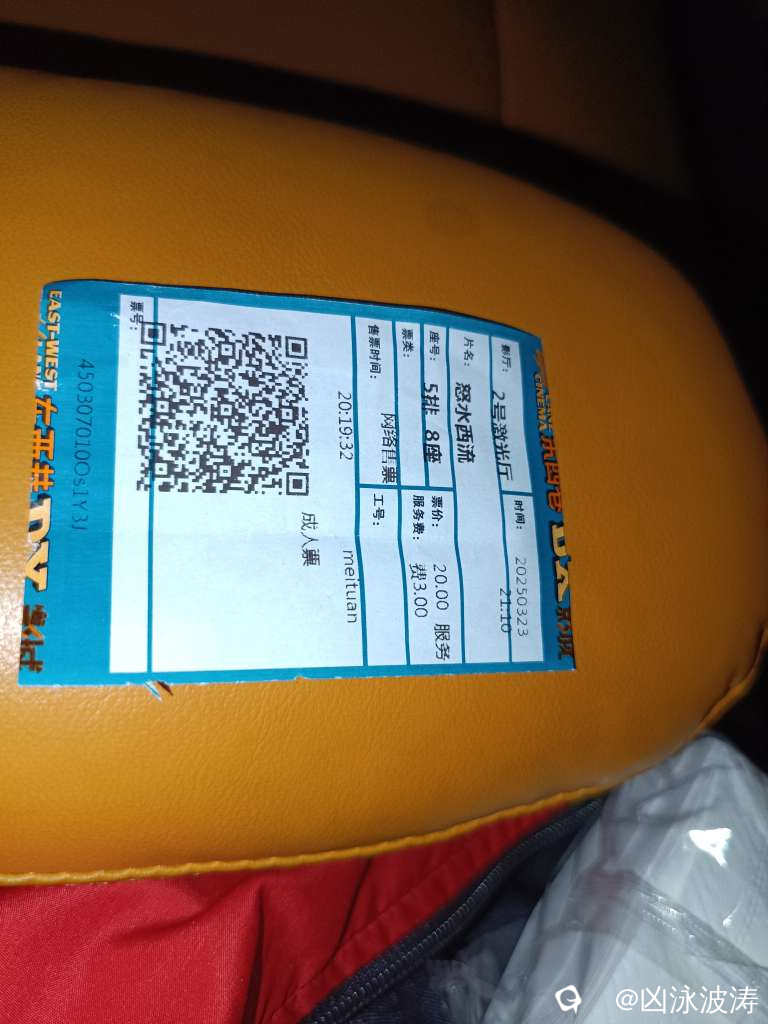 CINEMA
影厅: 2号激光厅
时间: 20250323 21:10
片名: 怒水西流
座号: 5排 8座
票价: 20.00 服务
票类: 网络售票
服务费: 费3.00
售票时间: 20:19:32
工号: meituan
成人票
票号:
450307010Os1Y3J
EAST-WEST
@凶泳波涛